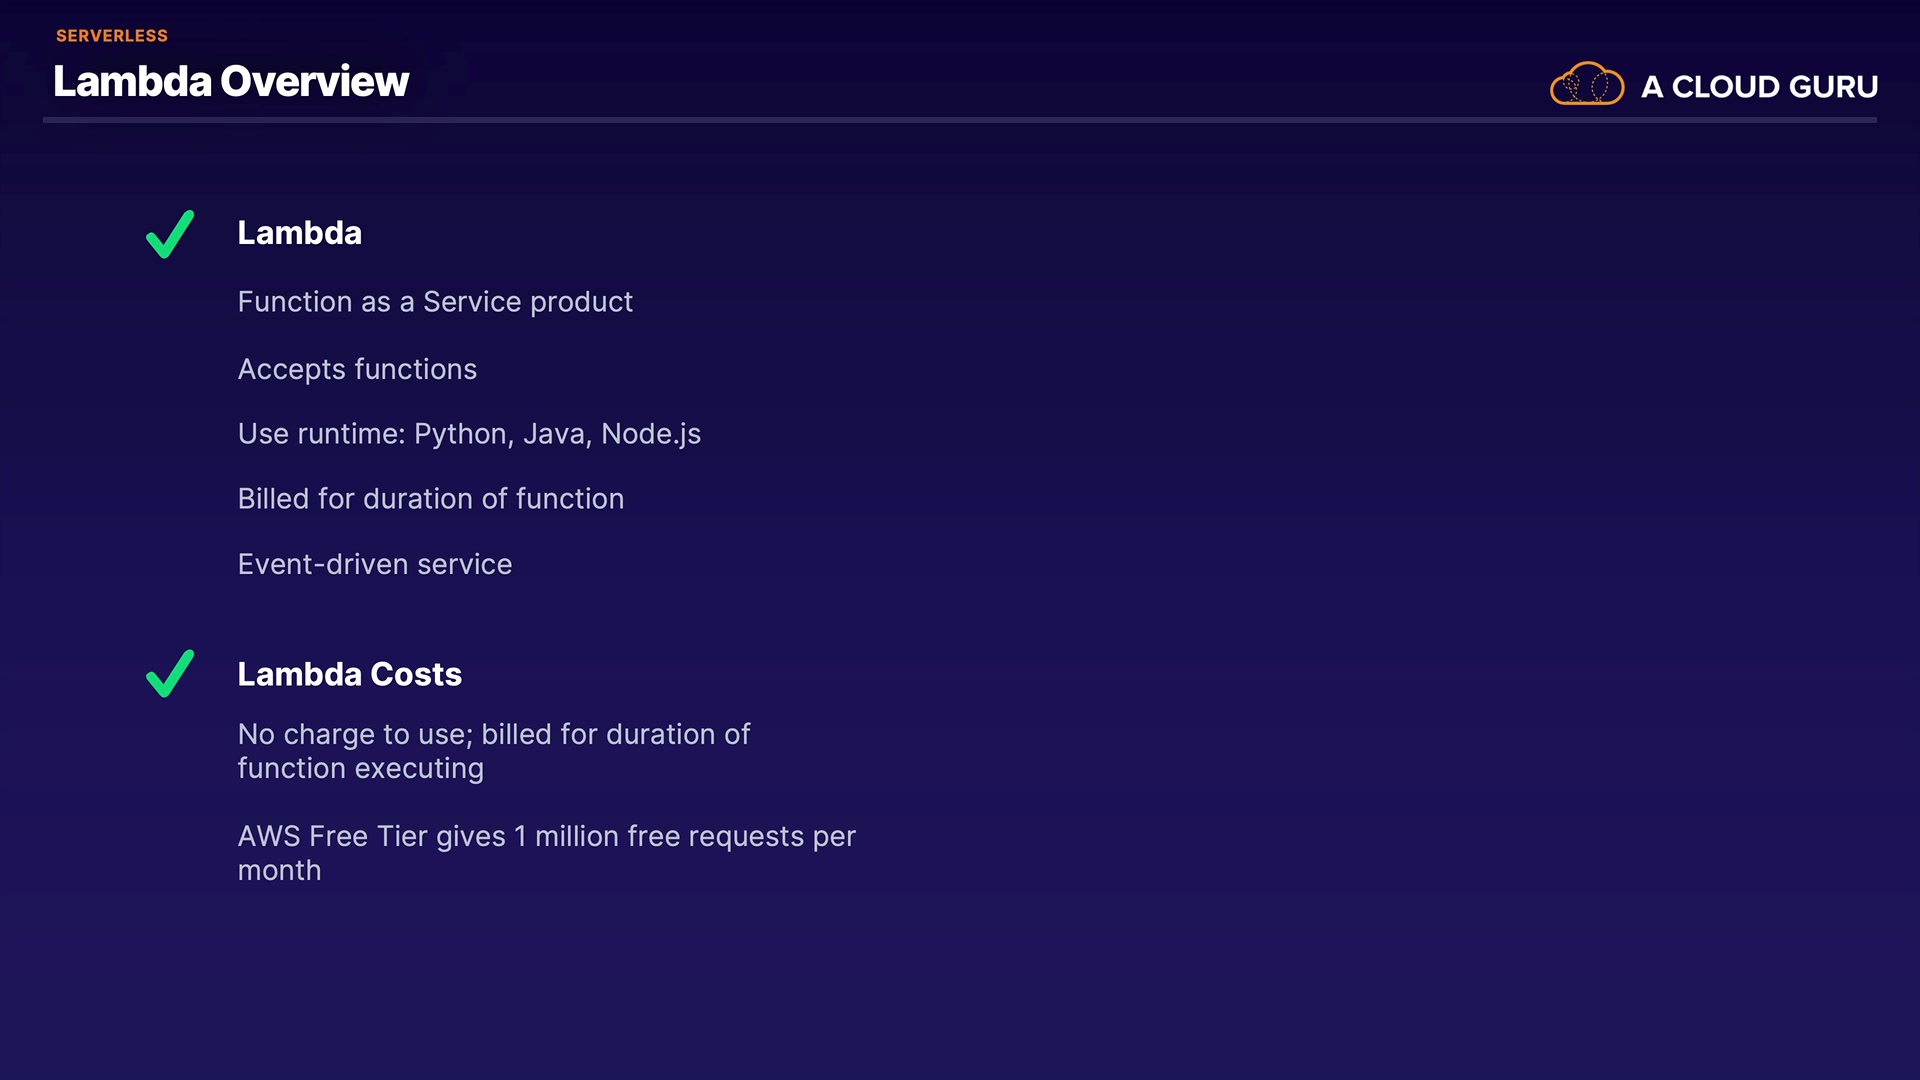 SERVERLESS
Lambda Overview
A CLOUD GURU
Lambda
Function as a Service product
Accepts functions
Use runtime: Python, Java, Node.js
Billed for duration of function
Event-driven service
Lambda Costs
No charge to use; billed for duration of
function executing
AWS Free Tier gives 1 million free requests per
month